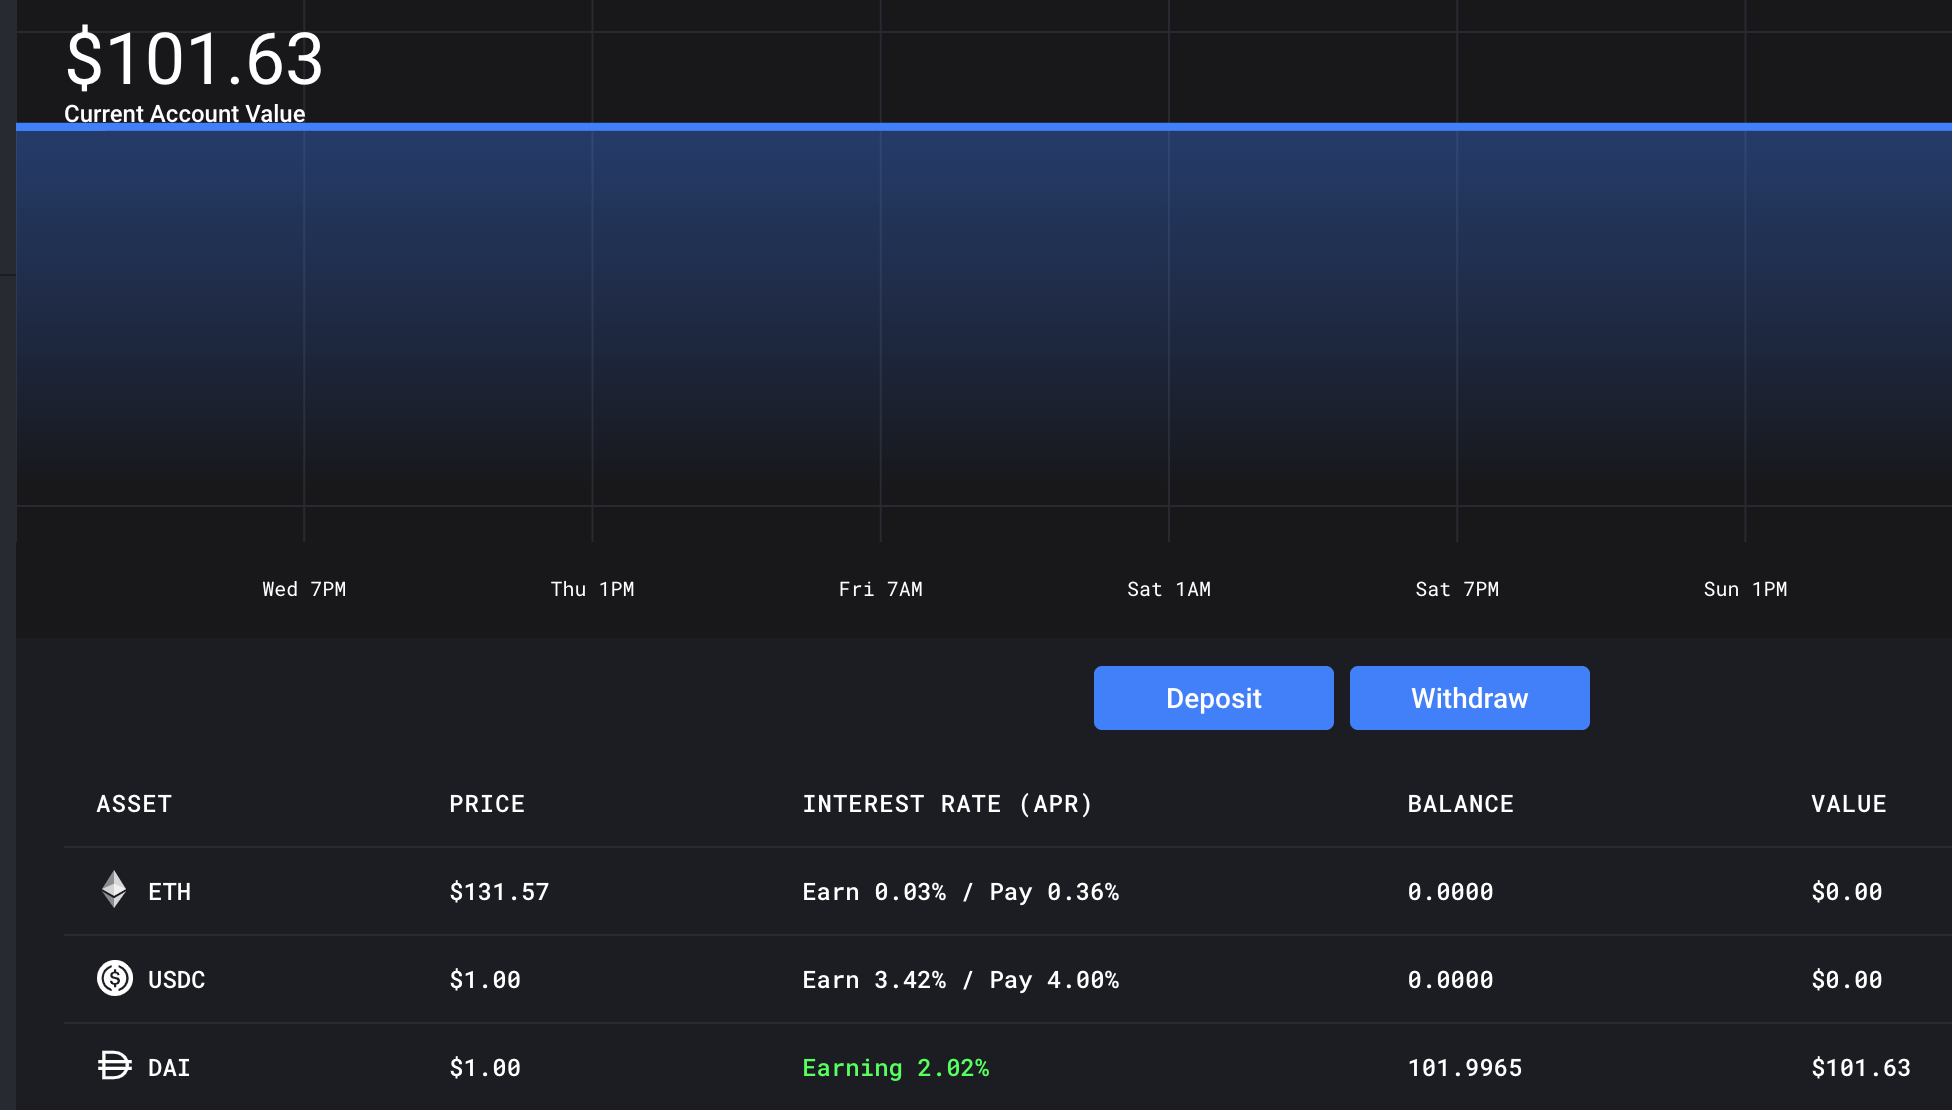 $101.63
Current Account Value
Wed 7PM Thu 1PM Fri 7AM Sat 1AM Sat 7PM Sun 1PM
Deposit Withdraw
ASSET PRICE INTEREST RATE (APR) BALANCE VALUE
ETH $131.57 Earn 0.03% / Pay 0.36% 0.0000 $0.00
USDC $1.00 Earn 3.42% / Pay 4.00% 0.0000 $0.00
DAI $1.00 Earning 2.02% 101.9965 $101.63